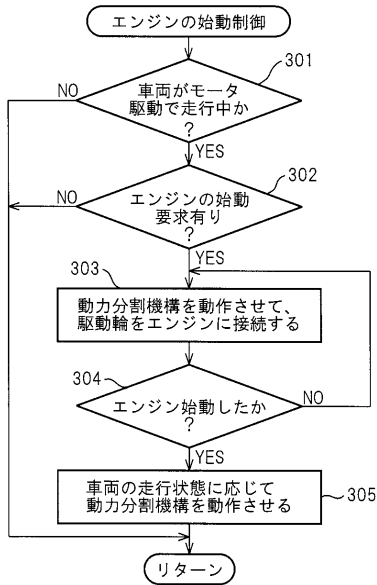 エンジンの始動制御
301
車両がモータ
駆動で走行中か
?
NO
YES
302
エンジンの始動
要求有り
?
NO
YES
303
動力分割機構を動作させて、
駆動輪をエンジンに接続する
304
エンジン始動したか
?
NO
YES
車両の走行状態に応じて
動力分割機構を動作させる
305
リターン